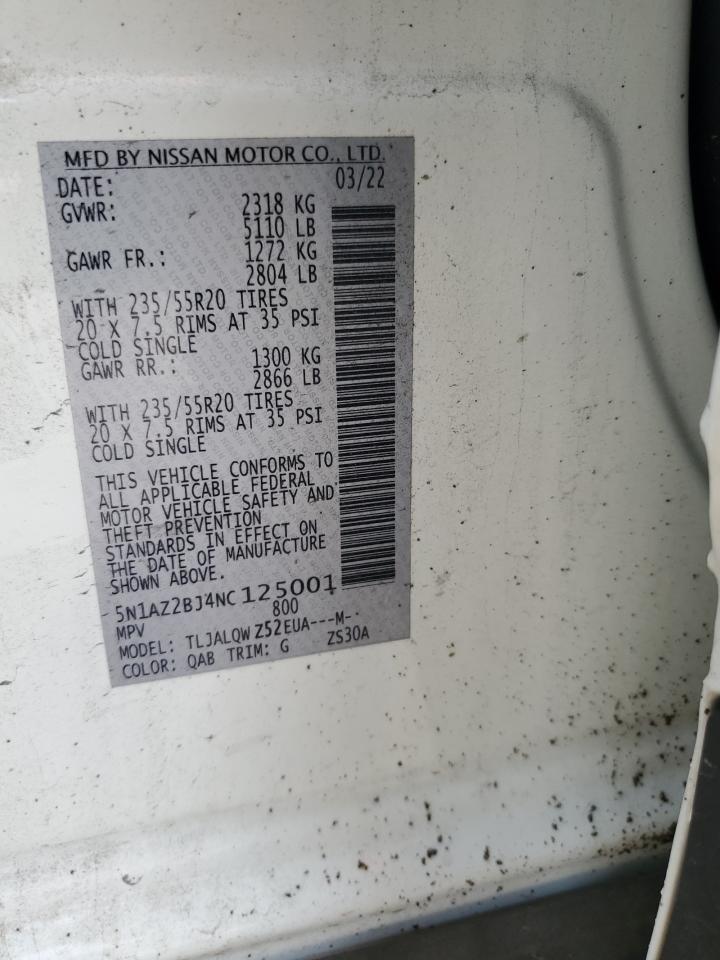 MFD BY NISSAN MOTOR CO., LTD.
DATE: 03/22
GVWR: 2318 KG
5110 LB
GAWR FR.: 1272 KG
2804 LB
WITH 235/55R20 TIRES
20 X 7.5 RIMS AT 35 PSI
COLD SINGLE
GAWR RR.: 1300 KG
2866 LB
WITH 235/55R20 TIRES
20 X 7.5 RIMS AT 35 PSI
COLD SINGLE
THIS VEHICLE CONFORMS TO
ALL APPLICABLE FEDERAL
MOTOR VEHICLE SAFETY AND
THEFT PREVENTION
STANDARDS IN EFFECT ON
THE DATE OF MANUFACTURE
SHOWN ABOVE.
5N1AZ2BJ4NC125001
MPV 800
MODEL: TLJALQWZ52EUA---M-
COLOR: QAB TRIM: G ZS30A